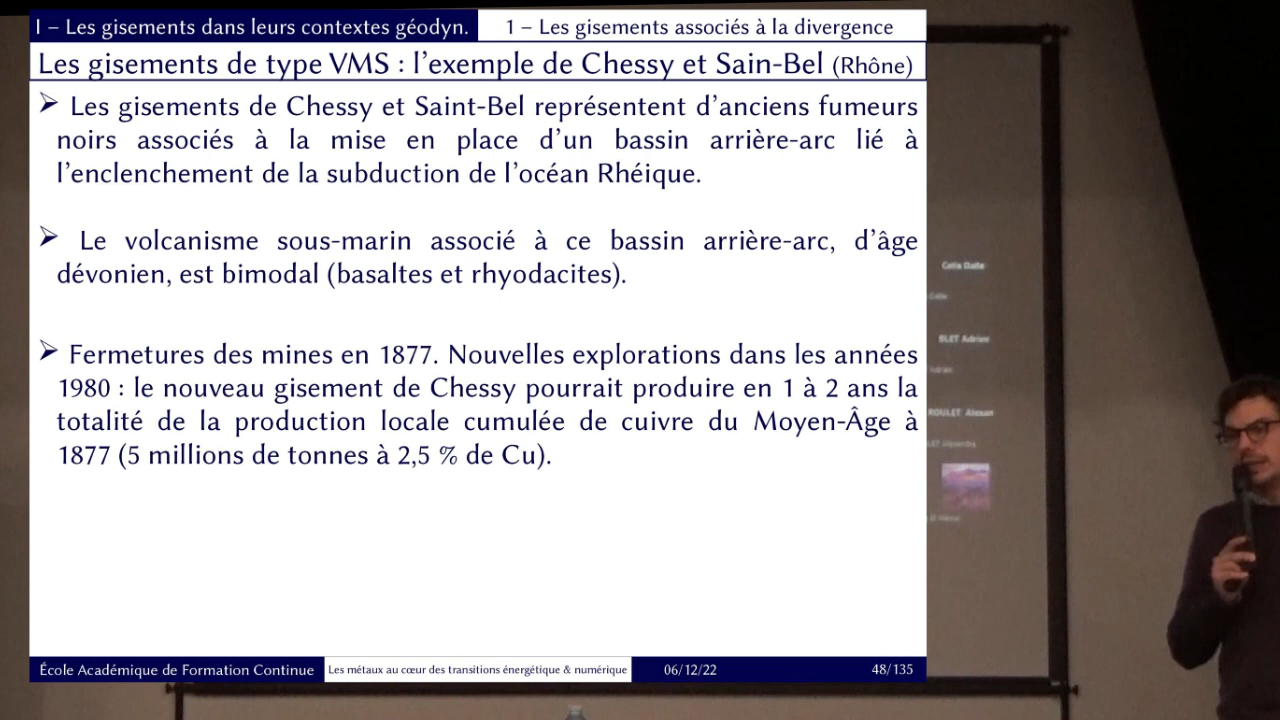 I – Les gisements dans leurs contextes géodyn.
1 – Les gisements associés à la divergence
Les gisements de type VMS : l'exemple de Chessy et Sain-Bel (Rhône)
➢ Les gisements de Chessy et Saint-Bel représentent d'anciens fumeurs
noirs associés à la mise en place d'un bassin arrière-arc lié à
l'enclenchement de la subduction de l'océan Rhéique.
➢ Le volcanisme sous-marin associé à ce bassin arrière-arc, d'âge
dévonien, est bimodal (basaltes et rhyodacites).
➢ Fermetures des mines en 1877. Nouvelles explorations dans les années
1980 : le nouveau gisement de Chessy pourrait produire en 1 à 2 ans la
totalité de la production locale cumulée de cuivre du Moyen-Âge à
1877 (5 millions de tonnes à 2,5 % de Cu).
École Académique de Formation Continue
Les métaux au cœur des transitions énergétique & numérique
06/12/22
48/135
BLET Adrien